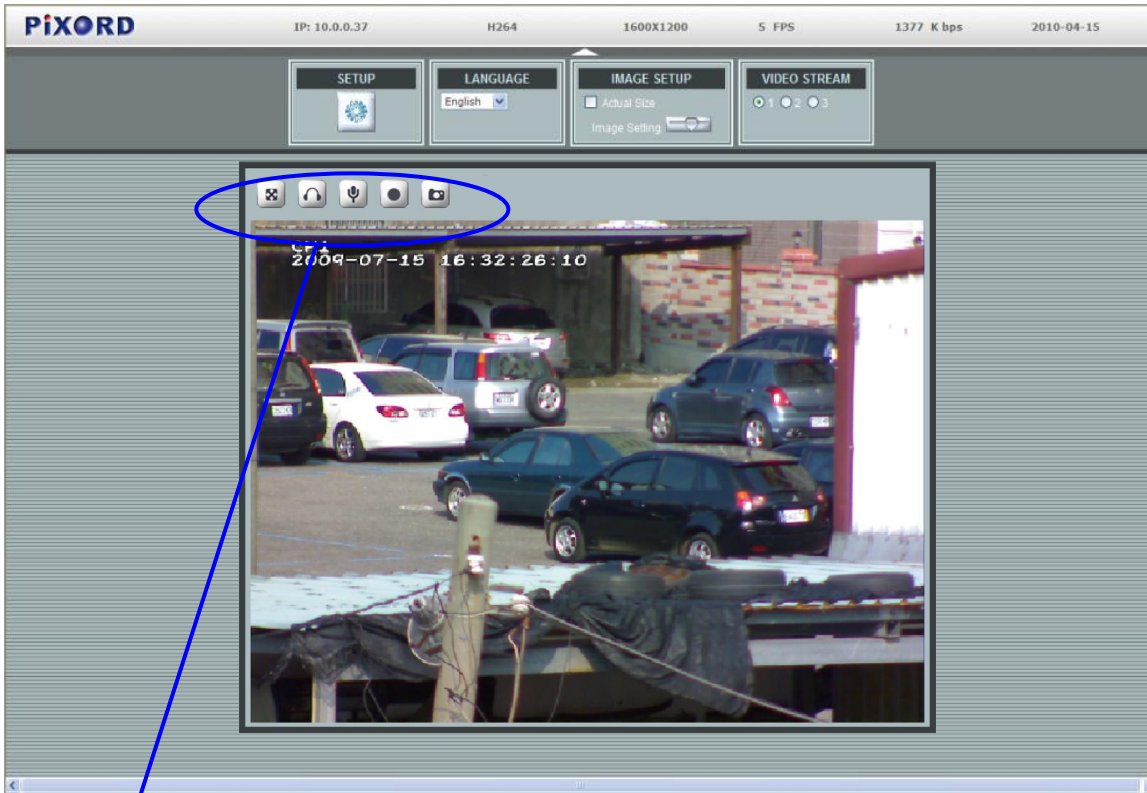 PiXORD
IP: 10.0.0.37 H264 1600X1200 5 FPS 1377 K bps 2010-04-15
SETUP LANGUAGE IMAGE SETUP VIDEO STREAM
English Actual Size 1 2 3
Image Setting
2009-07-15 16:32:26:10